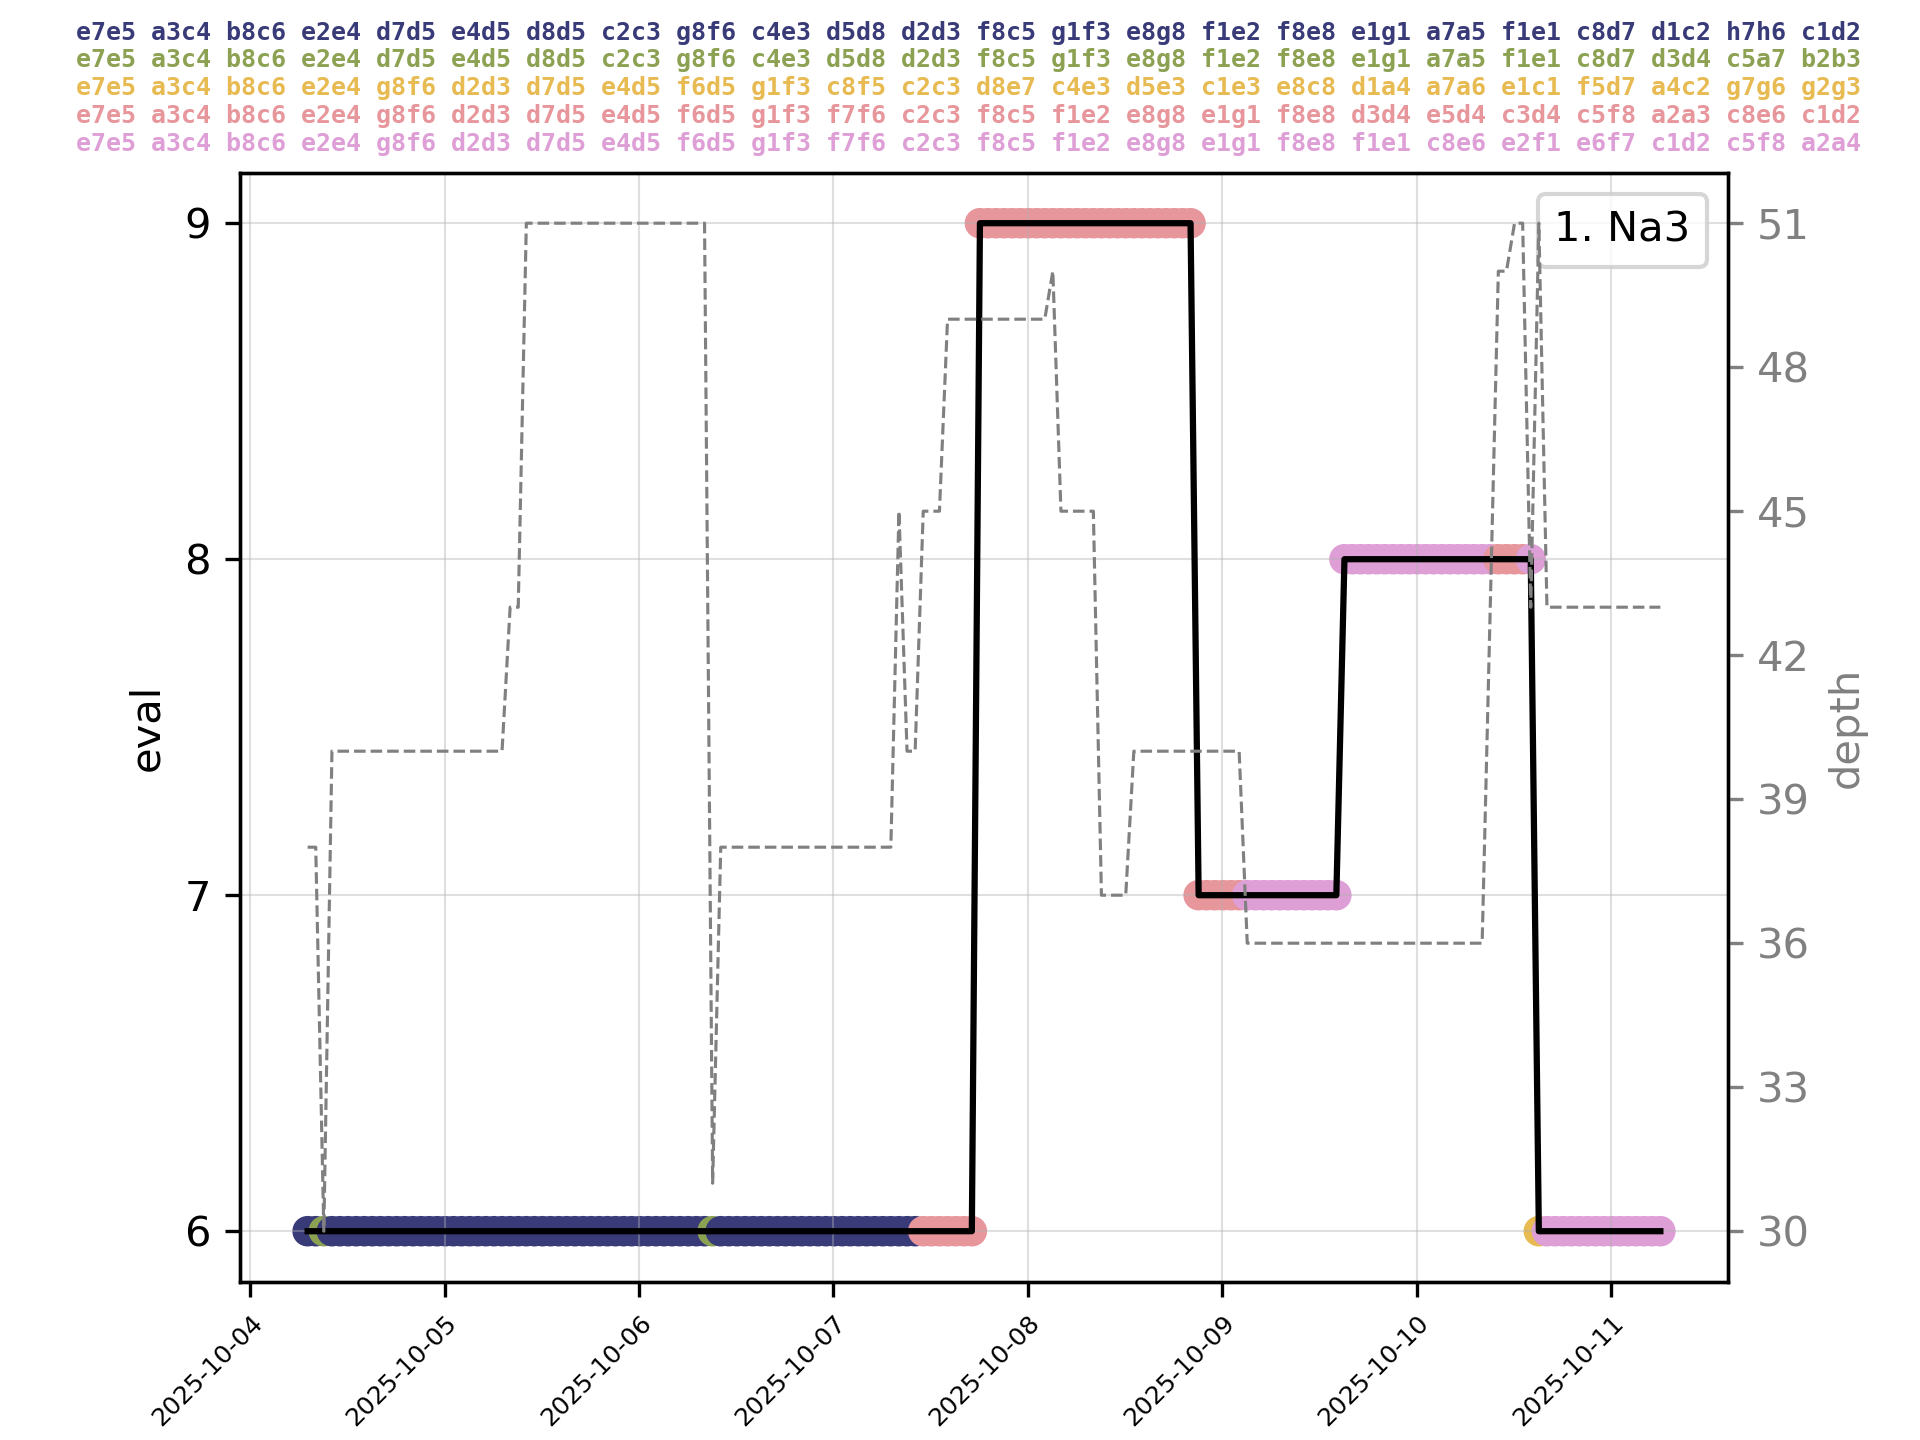 e7e5 a3c4 b8c6 e2e4 d7d5 e4d5 d8d5 c2c3 g8f6 c4e3 d5d8 d2d3 f8c5 g1f3 e8g8 f1e2 f8e8 e1g1 a7a5 f1e1 c8d7 d1c2 h7h6 c1d2
e7e5 a3c4 b8c6 e2e4 d7d5 e4d5 d8d5 c2c3 g8f6 c4e3 d5d8 d2d3 f8c5 g1f3 e8g8 f1e2 f8e8 e1g1 a7a5 f1e1 c8d7 d3d4 c5a7 b2b3
e7e5 a3c4 b8c6 e2e4 g8f6 d2d3 d7d5 e4d5 f6d5 g1f3 c8f5 c2c3 d8e7 c4e3 d5e3 c1e3 e8c8 d1a4 a7a6 e1c1 f5d7 a4c2 g7g6 g2g3
e7e5 a3c4 b8c6 e2e4 g8f6 d2d3 d7d5 e4d5 f6d5 g1f3 f7f6 c2c3 f8c5 f1e2 e8g8 e1g1 f8e8 d3d4 e5d4 c3d4 c5f8 a2a3 c8e6 c1d2
e7e5 a3c4 b8c6 e2e4 g8f6 d2d3 d7d5 e4d5 f6d5 g1f3 f7f6 c2c3 f8c5 f1e2 e8g8 e1g1 f8e8 f1e1 c8e6 e2f1 e6f7 c1d2 c5f8 a2a4
1. Na3
9
8
7
6
eval
51
48
45
42
39
36
33
30
depth
2025-10-04
2025-10-05
2025-10-06
2025-10-07
2025-10-08
2025-10-09
2025-10-10
2025-10-11